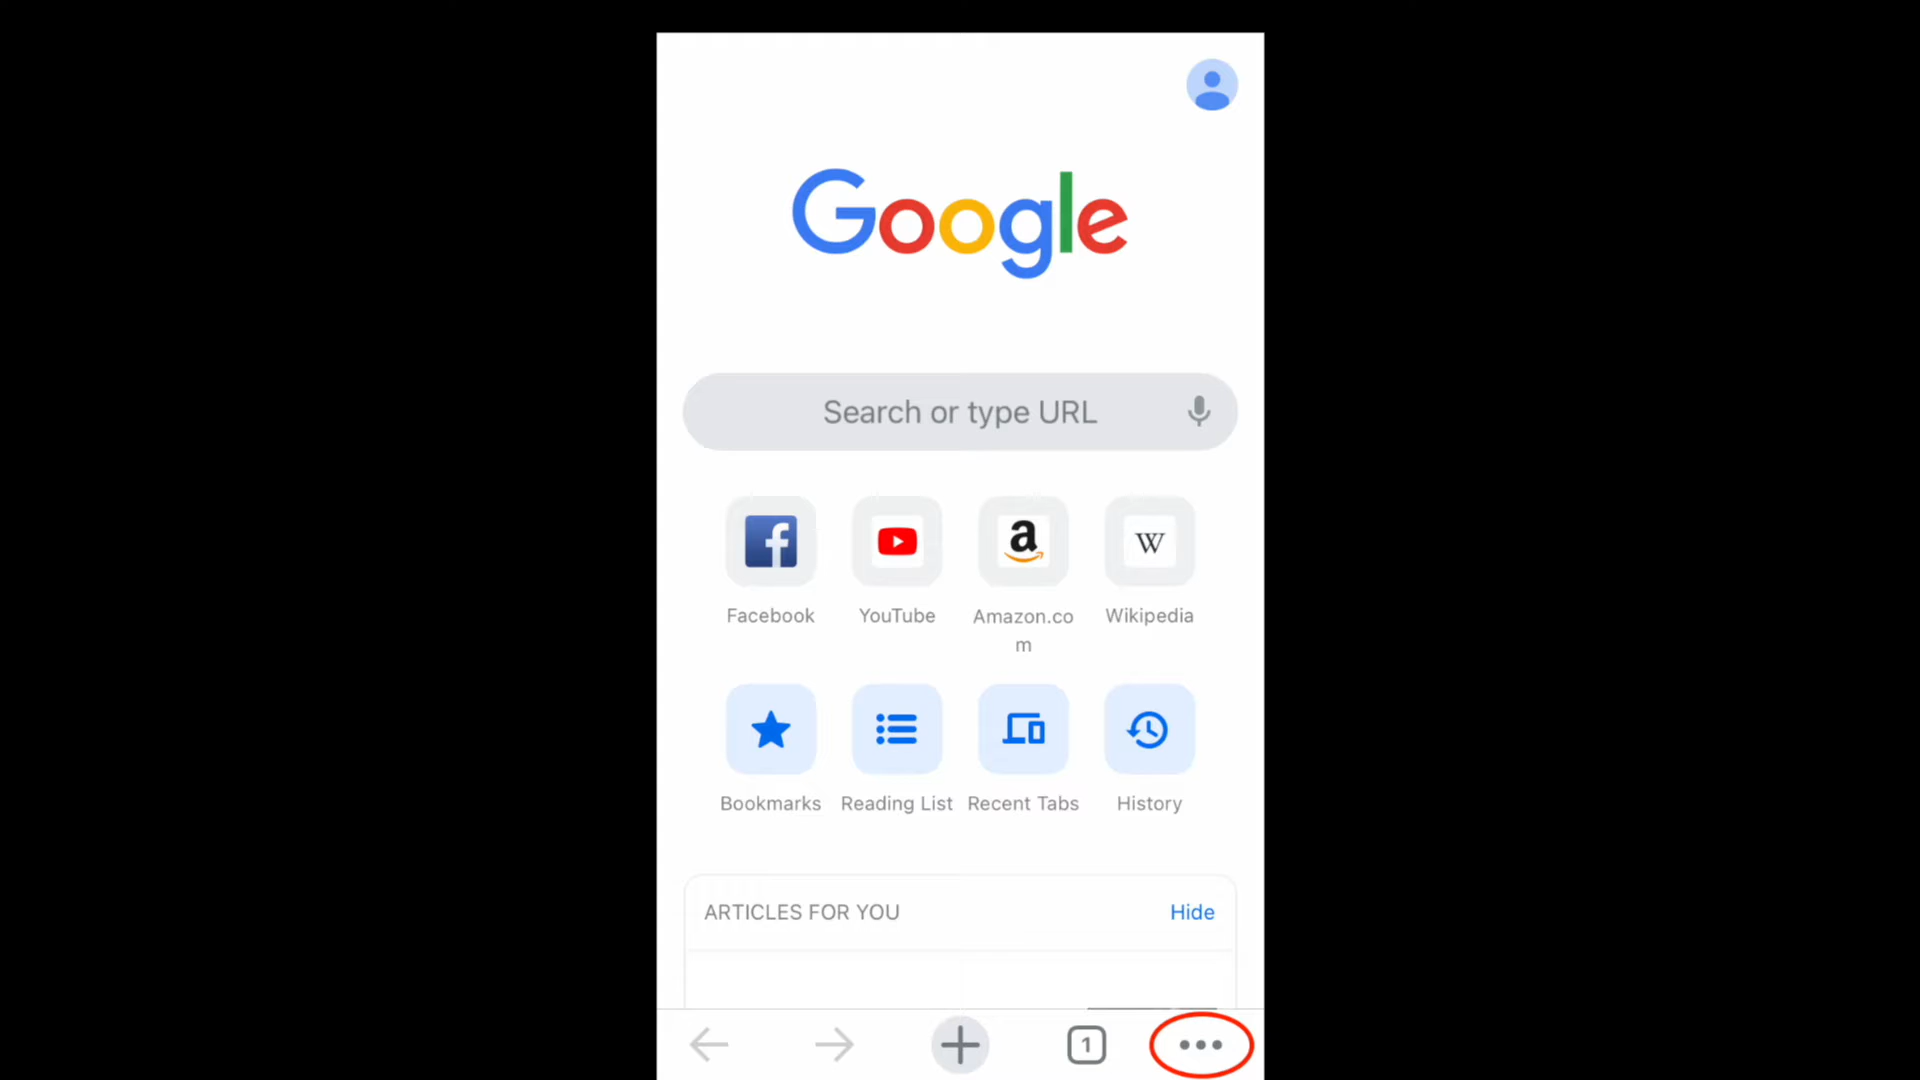 Google
Search or type URL
f
a
W
Facebook
YouTube
Amazon.co
m
Wikipedia
Bookmarks
Reading List
Recent Tabs
History
ARTICLES FOR YOU
Hide
1